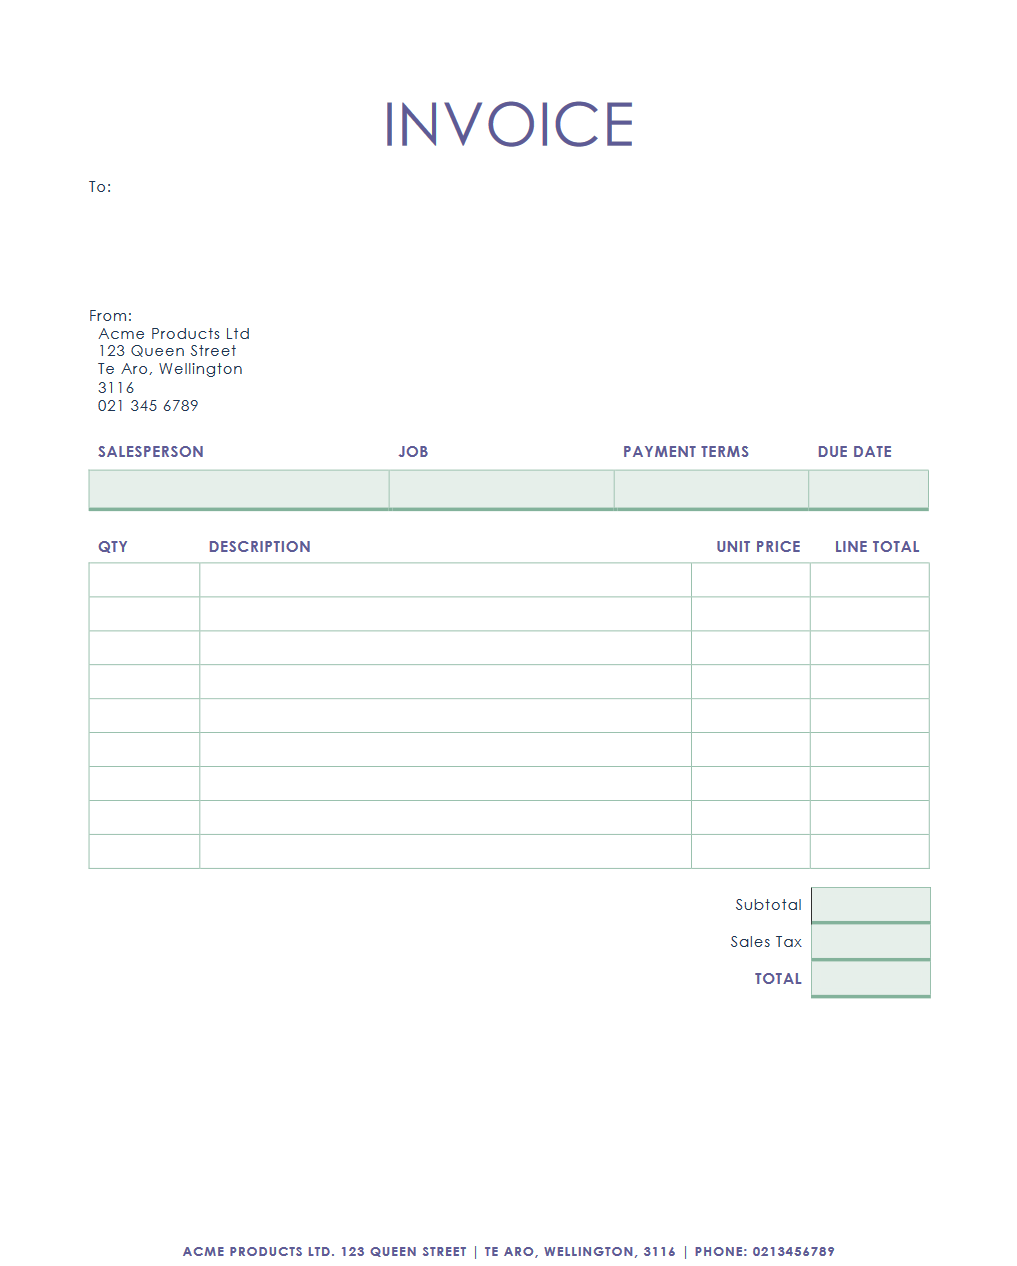 INVOICE
To:
From:
Acme Products Ltd
123 Queen Street
Te Aro, Wellington
3116
021 345 6789
SALESPERSON JOB PAYMENT TERMS DUE DATE
QTY DESCRIPTION UNIT PRICE LINE TOTAL
Subtotal
Sales Tax
TOTAL
ACME PRODUCTS LTD. 123 QUEEN STREET | TE ARO, WELLINGTON, 3116 | PHONE: 0213456789